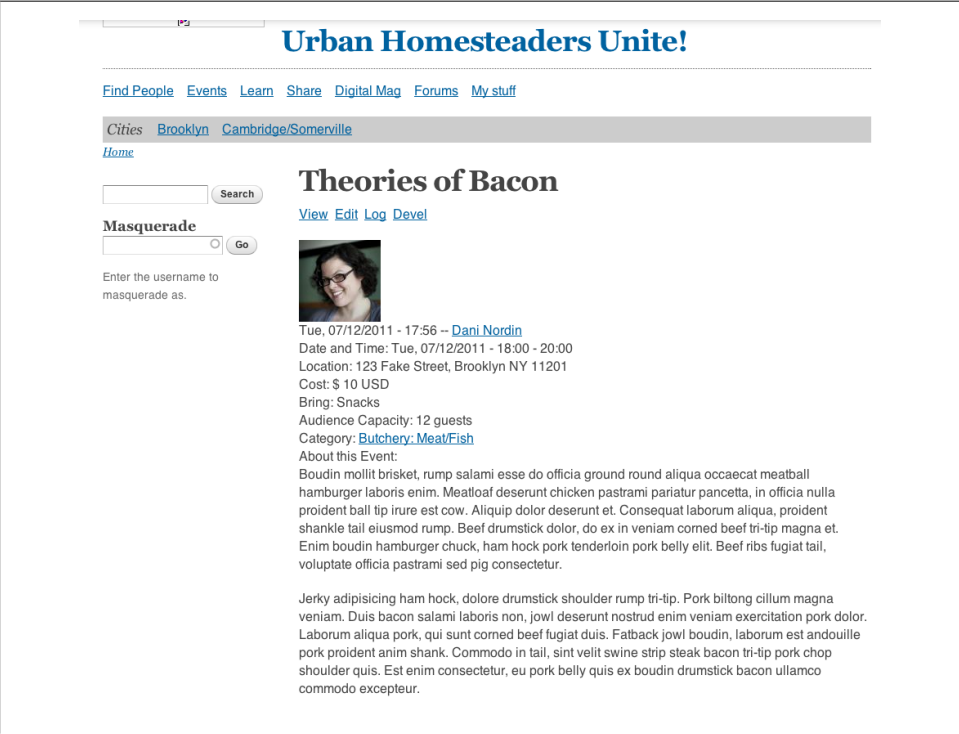 Urban Homesteaders Unite!
Find People Events Learn Share Digital Mag Forums My stuff
Cities Brooklyn Cambridge/Somerville
Home
Search
Masquerade
Go
Enter the username to
masquerade as.
Theories of Bacon
View Edit Log Devel
Tue, 07/12/2011 - 17:56 -- Dani Nordin
Date and Time: Tue, 07/12/2011 - 18:00 - 20:00
Location: 123 Fake Street, Brooklyn NY 11201
Cost: $ 10 USD
Bring: Snacks
Audience Capacity: 12 guests
Category: Butchery: Meat/Fish
About this Event:
Boudin mollit brisket, rump salami esse do officia ground round aliqua occaecat meatball
hamburger laboris enim. Meatloaf deserunt chicken pastrami pariatur pancetta, in officia nulla
proident ball tip irure est cow. Aliquip dolor deserunt et. Consequat laborum aliqua, proident
shankle tail eiusmod rump. Beef drumstick dolor, do ex in veniam corned beef tri-tip magna et.
Enim boudin hamburger chuck, ham hock pork tenderloin pork belly elit. Beef ribs fugiat tail,
voluptate officia pastrami sed pig consectetur.
Jerky adipisicing ham hock, dolore drumstick shoulder rump tri-tip. Pork biltong cillum magna
veniam. Duis bacon salami laboris non, jowl deserunt nostrud enim veniam exercitation pork dolor.
Laborum aliqua pork, qui sunt corned beef fugiat duis. Fatback jowl boudin, laborum est andouille
pork proident anim shank. Commodo in tail, sint velit swine strip steak bacon tri-tip pork chop
shoulder quis. Est enim consectetur, eu pork belly quis ex boudin drumstick bacon ullamco
commodo excepteur.